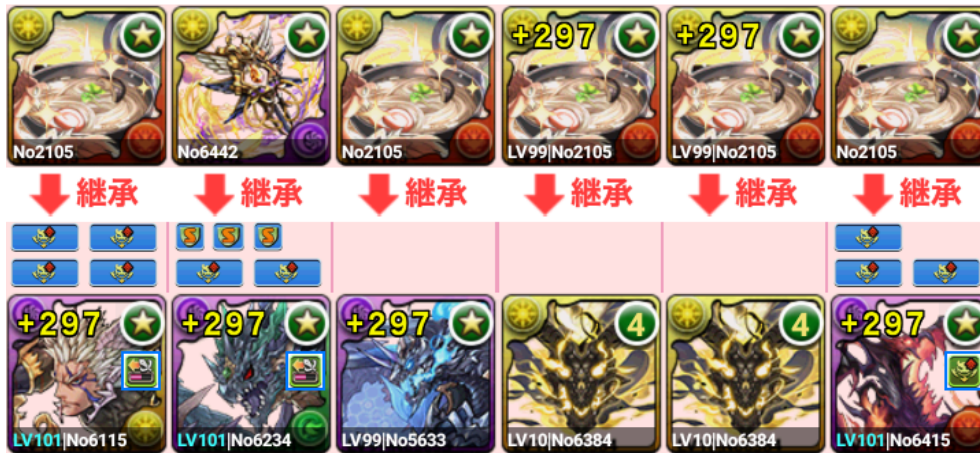 +297 +297
No2105 No6442 No2105 LV99|No2105 LV99|No2105 No2105
継承 継承 継承 継承 継承 継承
S S S
+297 +297 +297 4 4 +297
LV101|No6115 LV101|No6234 LV99|No5633 LV10|No6384 LV10|No6384 LV101|No6415